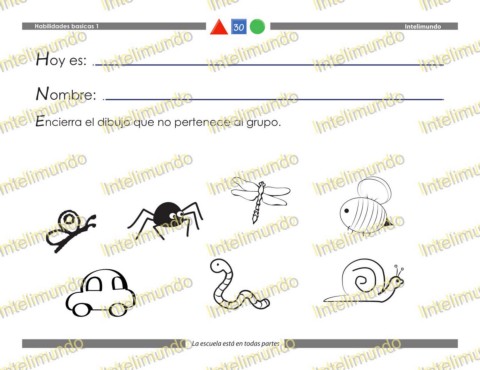 Habilidades basicas 1
30
Intelimundo
Hoy es:
Nombre:
Encierra el dibujo que no pertenece al grupo.
La escuela está en todas partes
Intelimundo